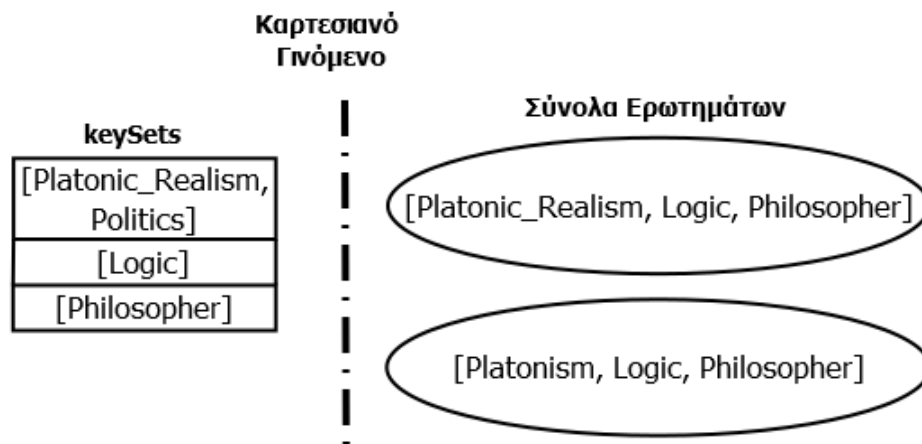 Καρτεσιανό
Γινόμενο
Σύνολα Ερωτημάτων
keySets
[Platonic_Realism,
Politics]
[Logic]
[Philosopher]
[Platonic_Realism, Logic, Philosopher]
[Platonism, Logic, Philosopher]